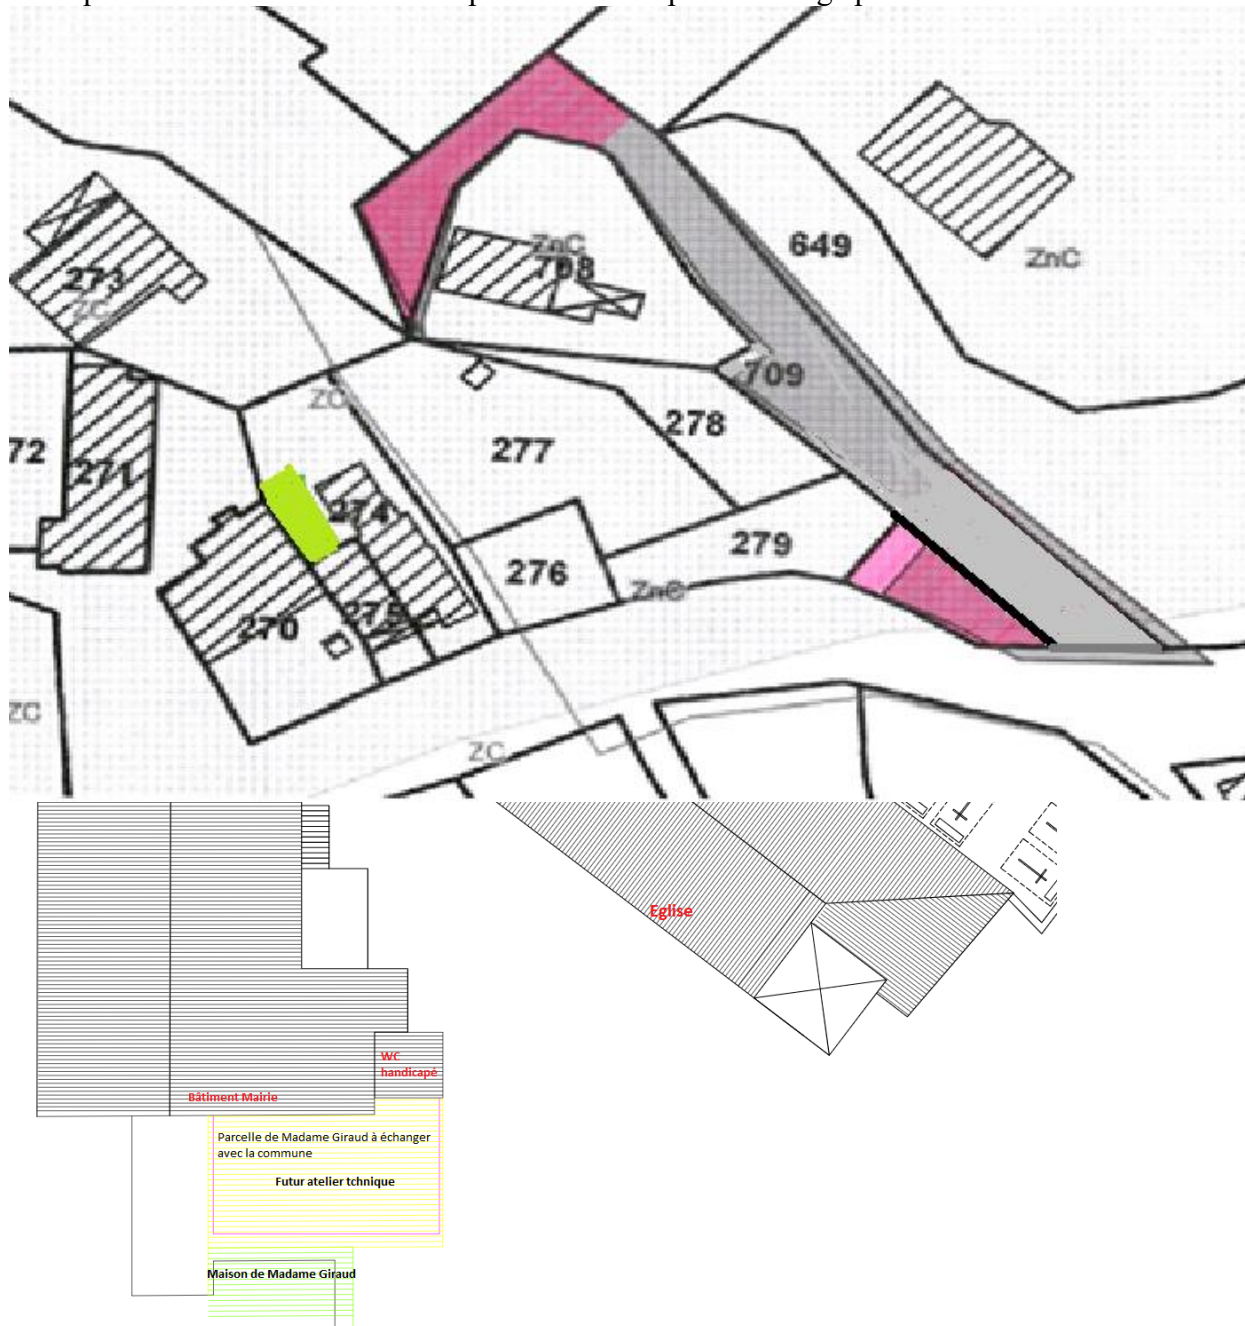 ZnC
708
649
ZnC
273
ZC
709
ZC
278
72
271
277
274
279
276
ZnC
275
270
ZC
ZC
Eglise
WC
handicapé
Bâtiment Mairie
Parcelle de Madame Giraud à échanger
avec la commune
Futur atelier tchnique
Maison de Madame Giraud